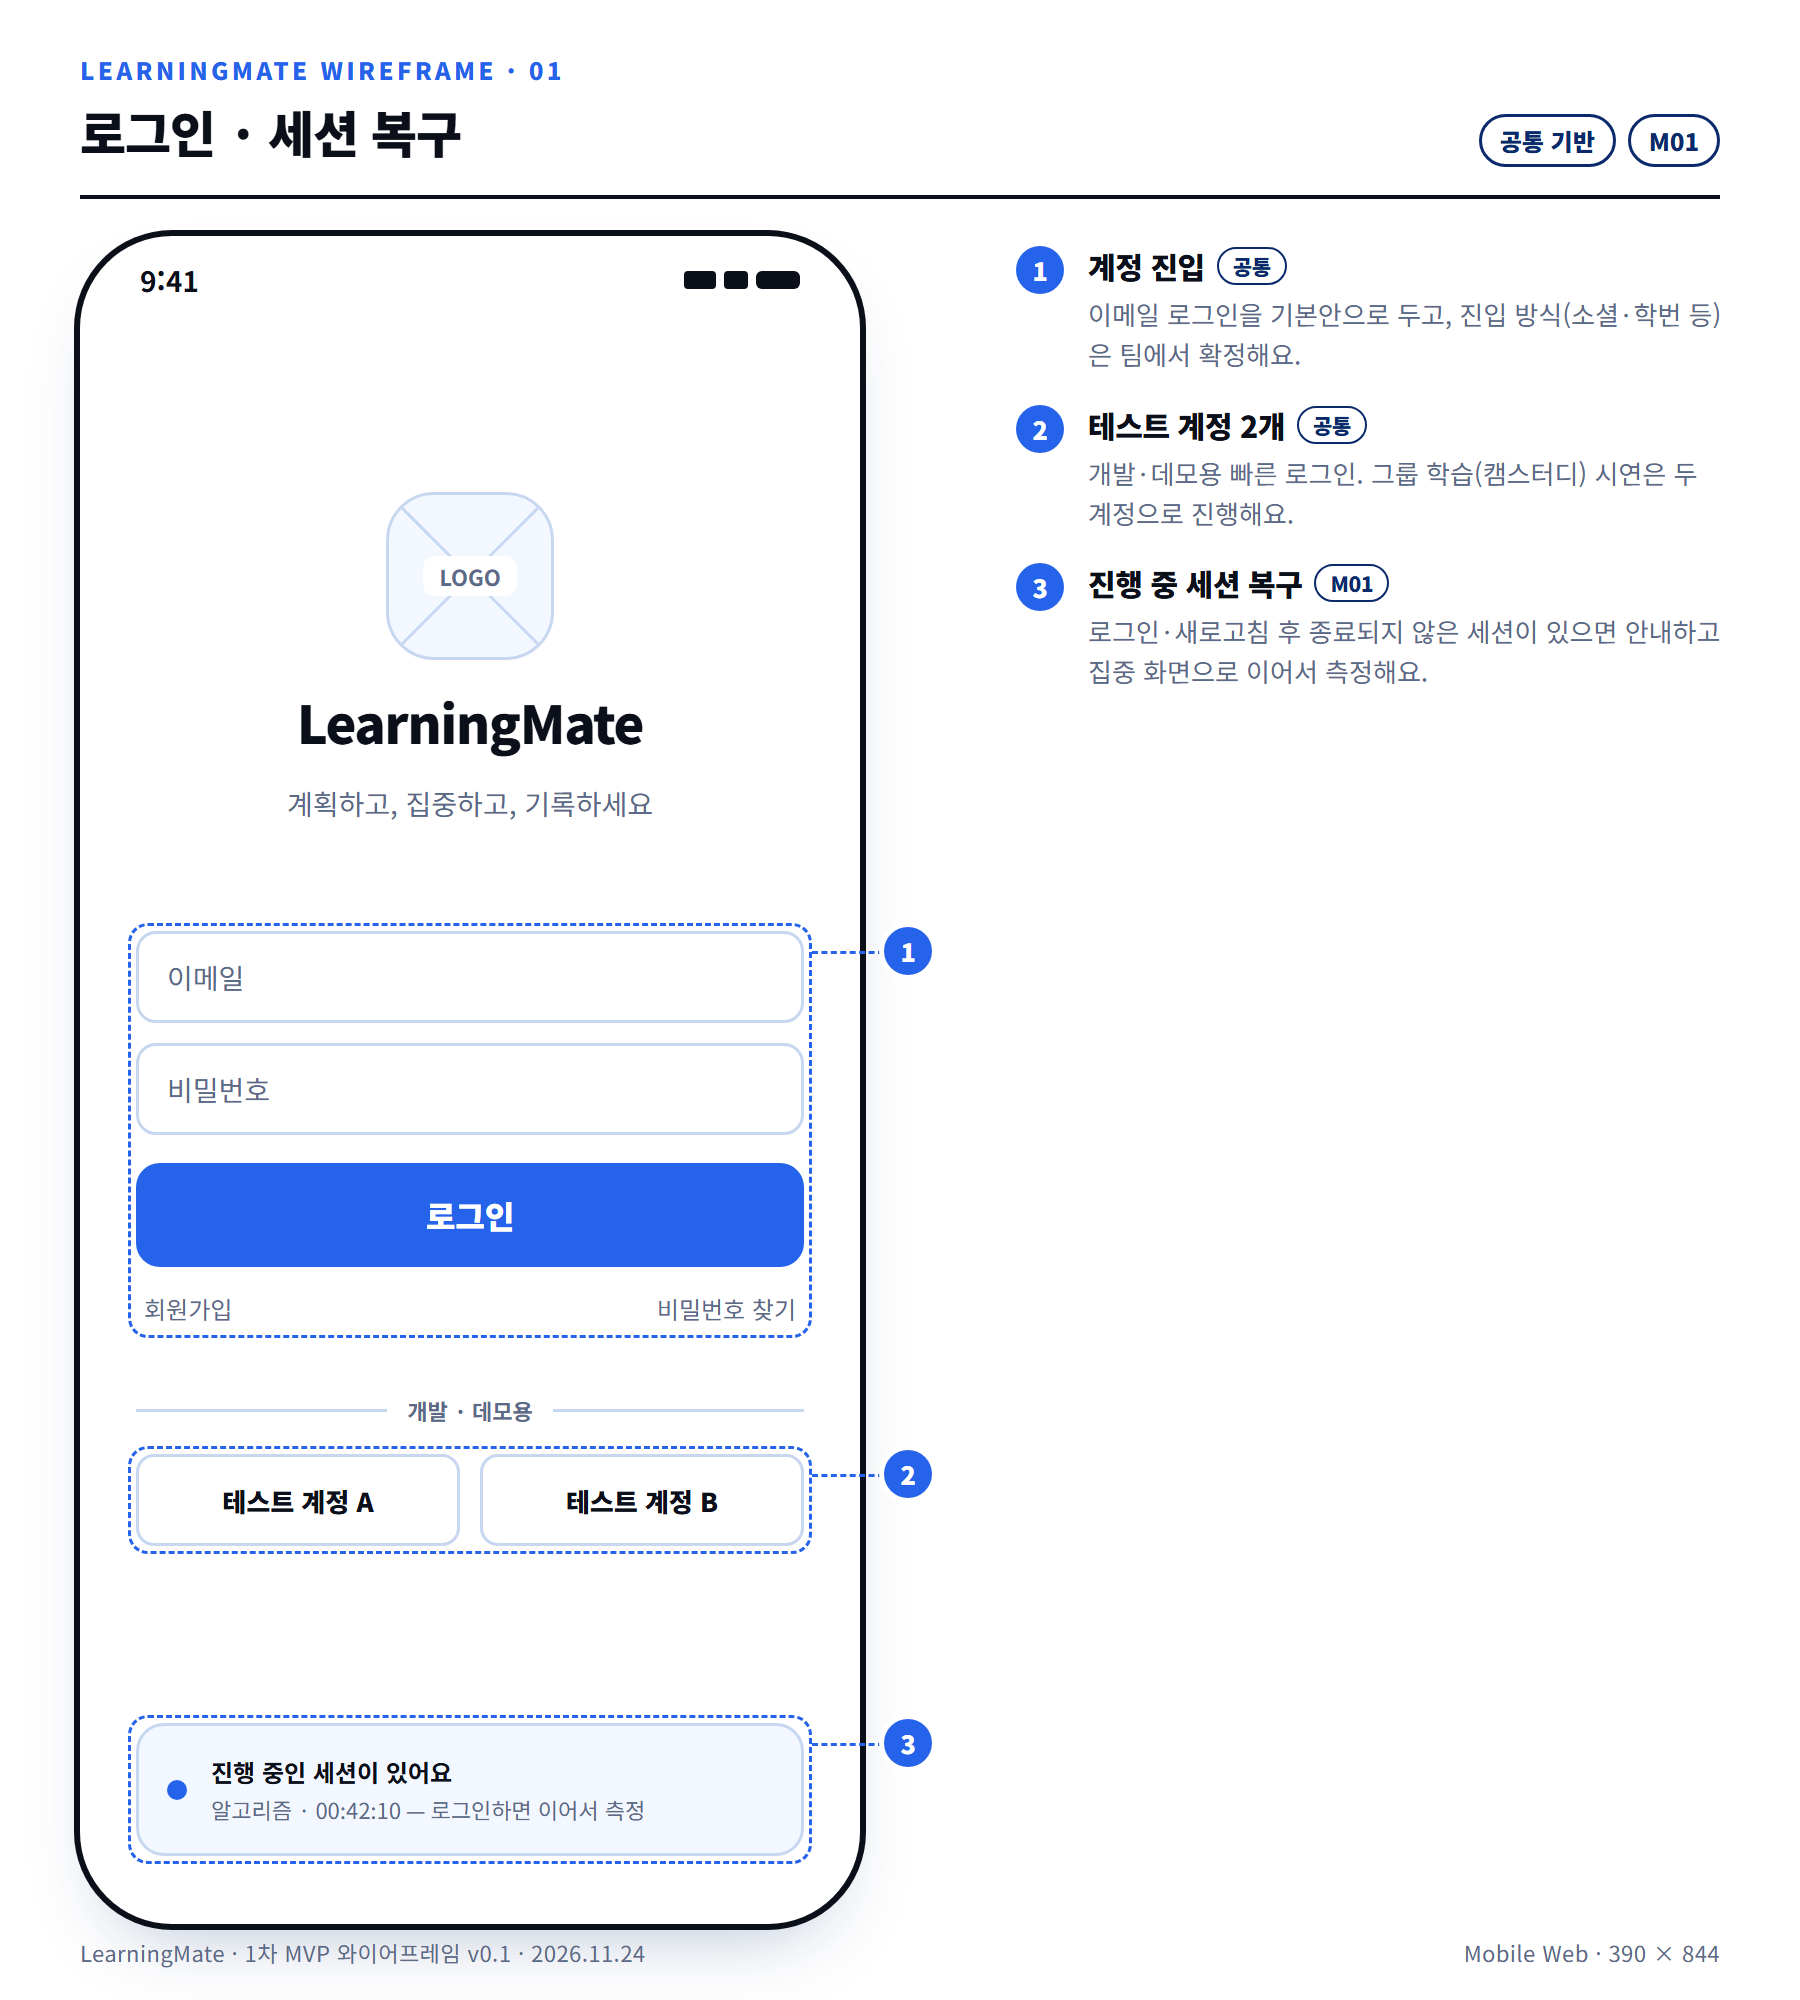 LEARNINGMATE WIREFRAME · 01
로그인 · 세션 복구
공통 기반
M01
9:41
LOGO
LearningMate
계획하고, 집중하고, 기록하세요
이메일
비밀번호
로그인
회원가입
비밀번호 찾기
개발 · 데모용
테스트 계정 A
테스트 계정 B
진행 중인 세션이 있어요
알고리즘 · 00:42:10 — 로그인하면 이어서 측정
1
2
3
1 계정 진입 공통
이메일 로그인을 기본안으로 두고, 진입 방식(소셜·학번 등)
은 팀에서 확정해요.
2 테스트 계정 2개 공통
개발·데모용 빠른 로그인. 그룹 학습(캠스터디) 시연은 두
계정으로 진행해요.
3 진행 중 세션 복구 M01
로그인·새로고침 후 종료되지 않은 세션이 있으면 안내하고
집중 화면으로 이어서 측정해요.
LearningMate · 1차 MVP 와이어프레임 v0.1 · 2026.11.24
Mobile Web · 390 × 844